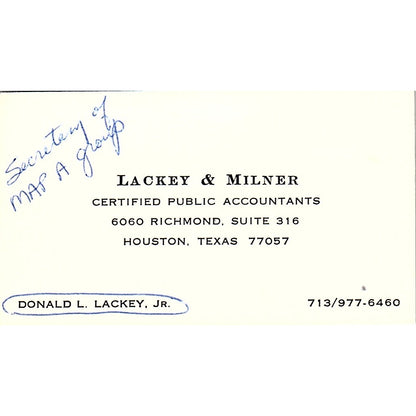 Secretary of
MAP A group
LACKEY & MILNER
CERTIFIED PUBLIC ACCOUNTANTS
6060 RICHMOND, SUITE 316
HOUSTON, TEXAS 77057
DONALD L. LACKEY, JR.
713/977-6460